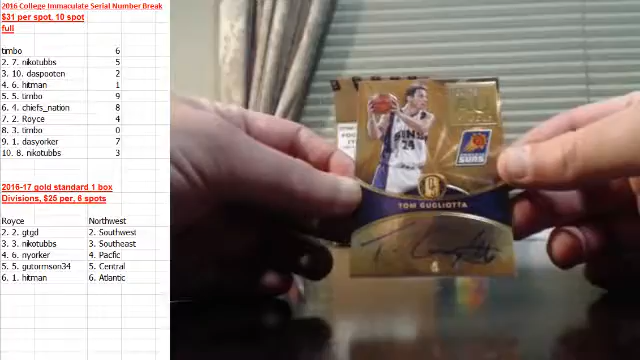 2016 College Immaculate Serial Number Break
$31 per spot, 10 spot
full
timbo 6
2. 7. nikotubbs 5
3. 10. daspooten 2
4. 6. hitman 1
5. 5. timbo 9
6. 4. chiefs_nation 8
7. 2. Royce 4
8. 3. timbo 0
9. 1. dasyorker 7
10. 8. nikotubbs 3
2016-17 gold standard 1 box
Divisions, $25 per, 6 spots
Royce Northwest
2. 2. gtgd 2. Southwest
3. 3. nikotubbs 3. Southeast
4. 6. nyorker 4. Pacfic
5. 5. gutormson34 5. Central
6. 1. hitman 6. Atlantic
SUNS
24
SUNS
TOM GUGLIOTTA
4